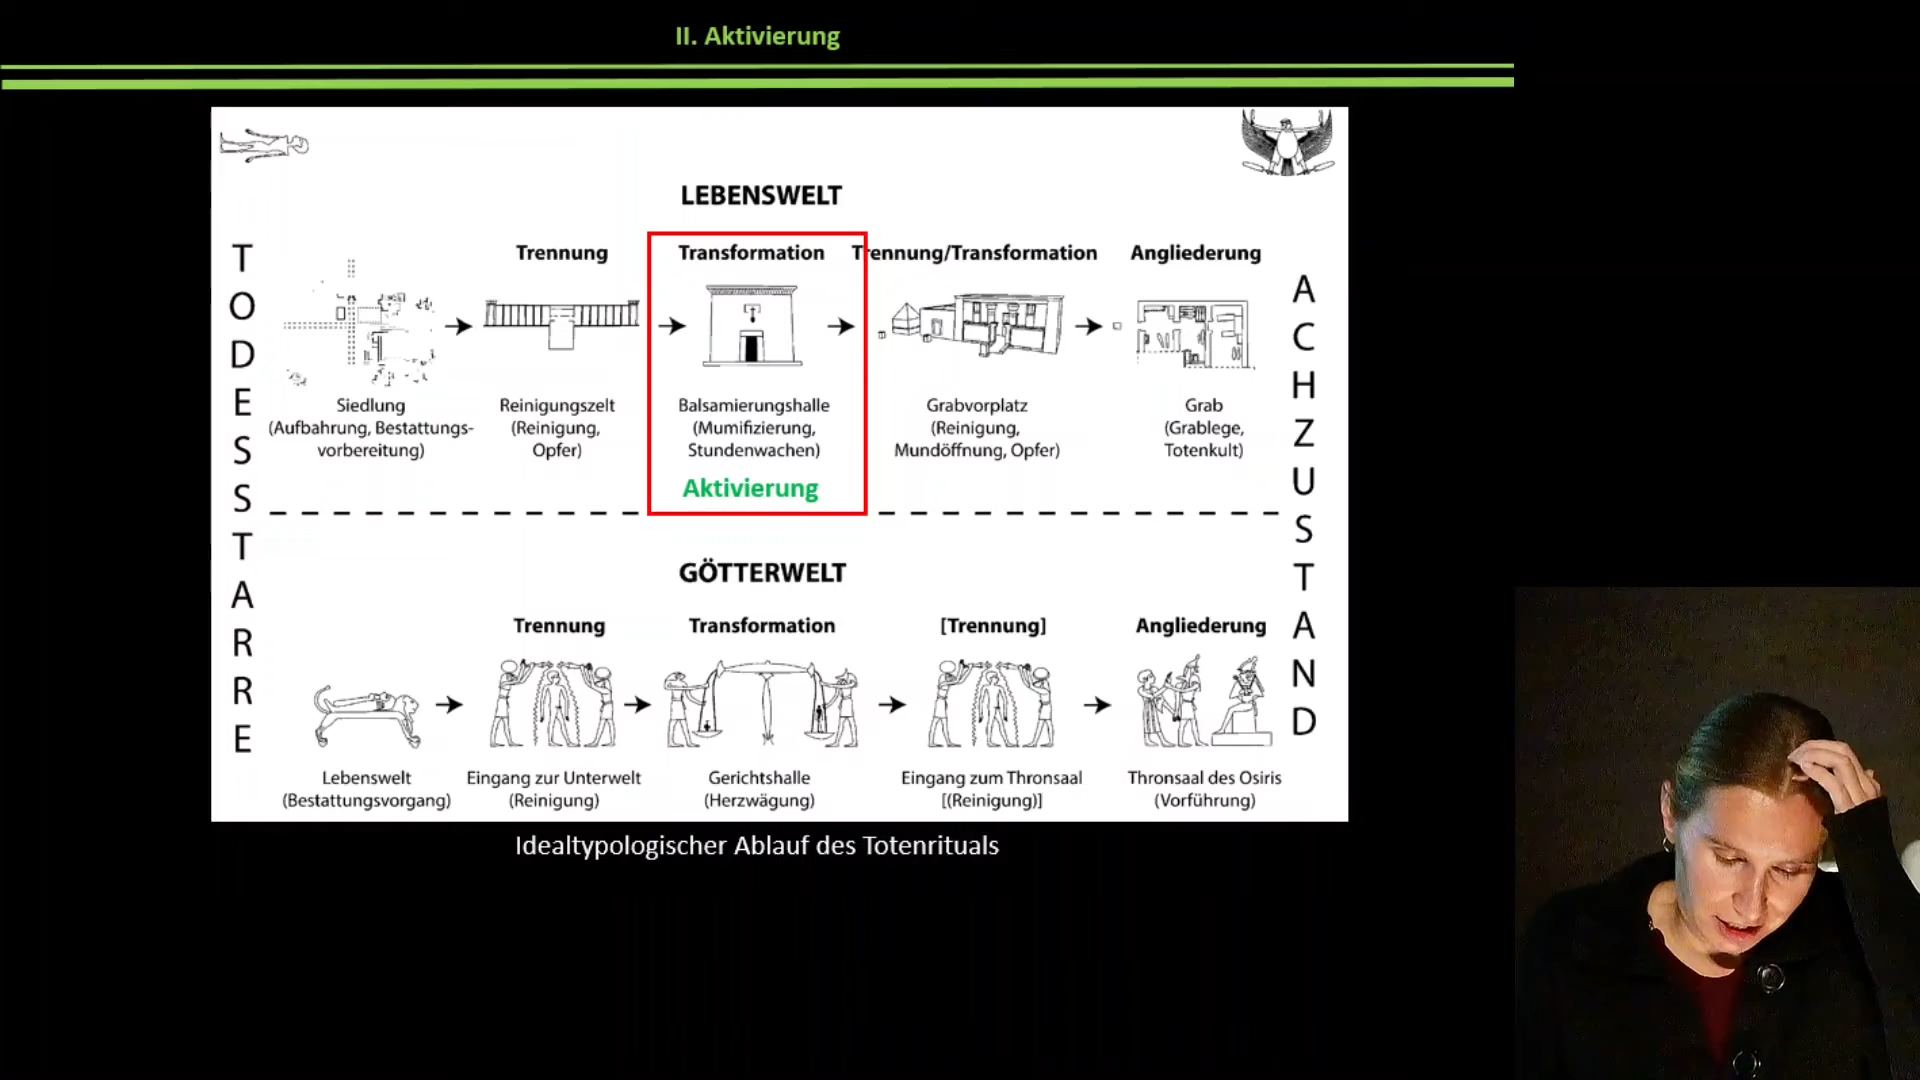 II. Aktivierung
LEBENSWELT
TODESSTARRE
Trennung
Transformation
Trennung/Transformation
Angliederung
ACHZUSTAND
Siedlung
(Aufbahrung, Bestattungs-
vorbereitung)
Reinigungszelt
(Reinigung,
Opfer)
Balsamierungshalle
(Mumifizierung,
Stundenwachen)
Aktivierung
Grabvorplatz
(Reinigung,
Mundöffnung, Opfer)
Grab
(Grablege,
Totenkult)
GÖTTERWELT
Trennung
Transformation
[Trennung]
Angliederung
Lebenswelt
(Bestattungsvorgang)
Eingang zur Unterwelt
(Reinigung)
Gerichtshalle
(Herzwägung)
Eingang zum Thronsaal
[(Reinigung)]
Thronsaal des Osiris
(Vorführung)
Idealtypologischer Ablauf des Totenrituals